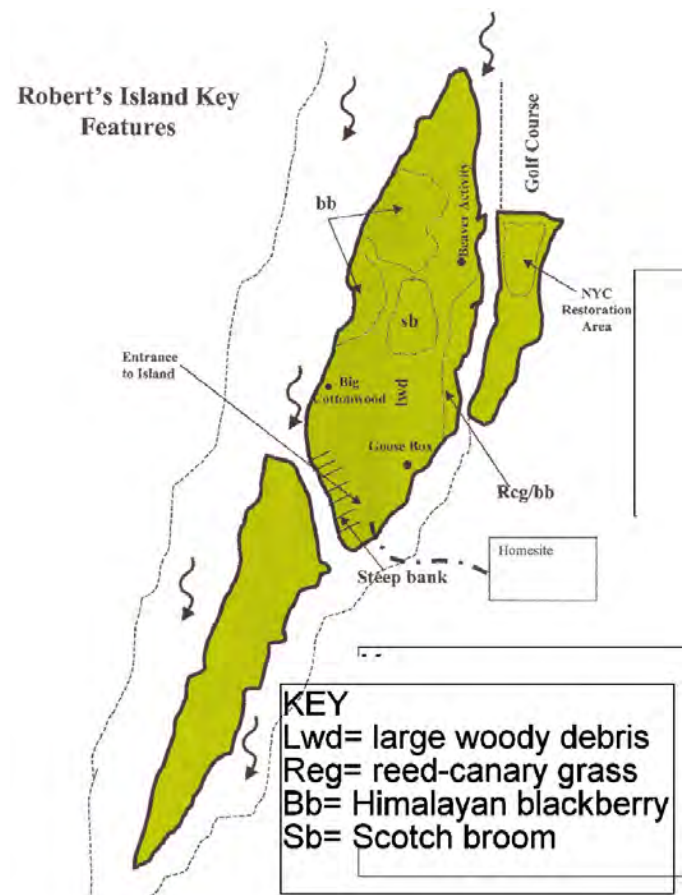 Robert's Island Key
Features
Golf Course
bb
Beaver Activity
NYC
Restoration
Area
sb
Entrance
to Island
Big
Cottonwood
lwd
Goose Box
Rcg/bb
Homesite
Steep bank
KEY
Lwd= large woody debris
Reg= reed-canary grass
Bb= Himalayan blackberry
Sb= Scotch broom